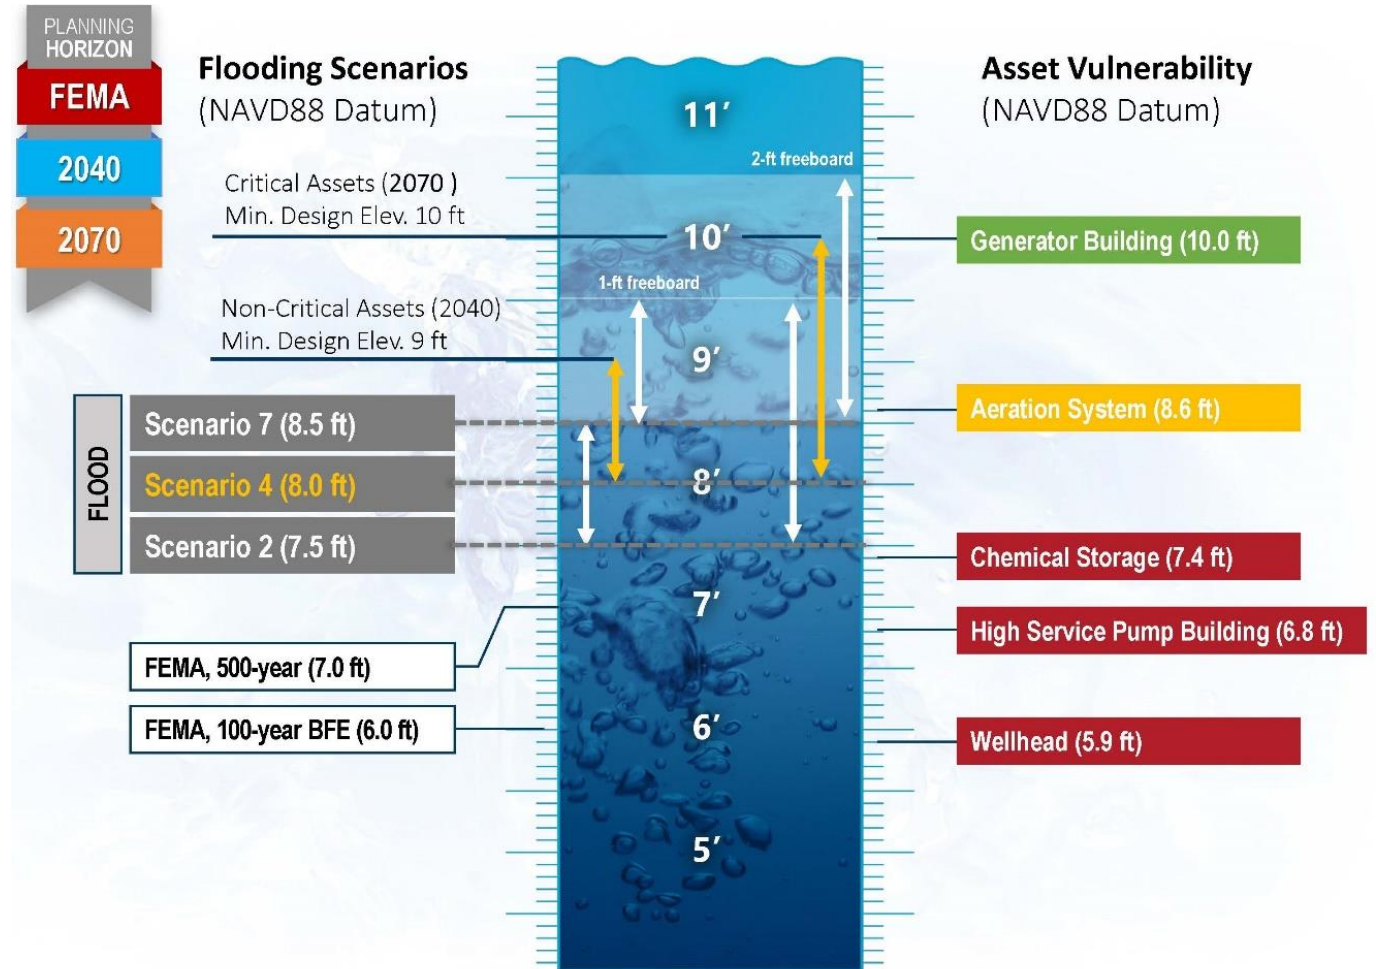 PLANNING
HORIZON
FEMA
2040
2070
Flooding Scenarios
(NAVD88 Datum)
Critical Assets (2070 )
Min. Design Elev. 10 ft
Non-Critical Assets (2040)
Min. Design Elev. 9 ft
FLOOD
Scenario 7 (8.5 ft)
Scenario 4 (8.0 ft)
Scenario 2 (7.5 ft)
FEMA, 500-year (7.0 ft)
FEMA, 100-year BFE (6.0 ft)
11′
2-ft freeboard
10′
1-ft freeboard
9′
8′
7′
6′
5′
Asset Vulnerability
(NAVD88 Datum)
Generator Building (10.0 ft)
Aeration System (8.6 ft)
Chemical Storage (7.4 ft)
High Service Pump Building (6.8 ft)
Wellhead (5.9 ft)